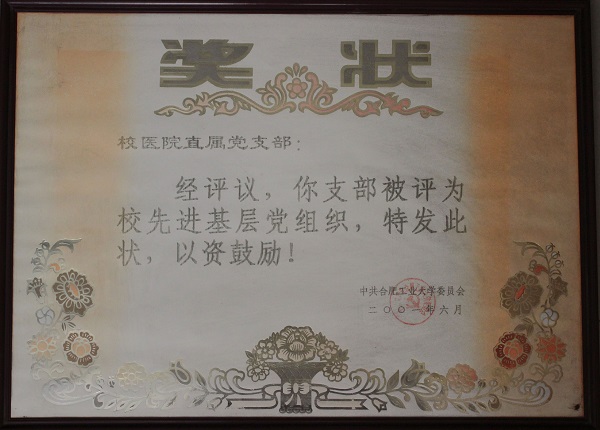 奖状
校医院直属党支部：
经评议，你支部被评为
校先进基层党组织，特发此
状，以资鼓励！
中共合肥工业大学委员会
二〇〇一年六月